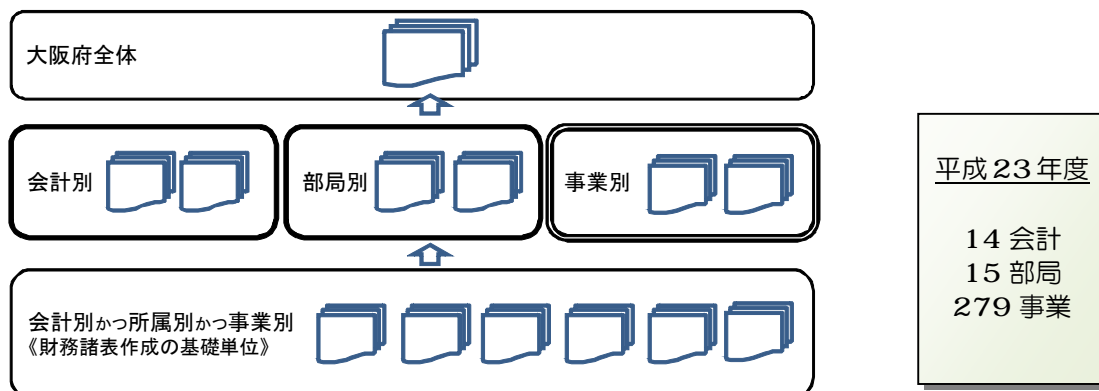 大阪府全体
会計別
部局別
事業別
会計別かつ所属別かつ事業別
《財務諸表作成の基礎単位》
平成23年度
14 会計
15 部局
279 事業